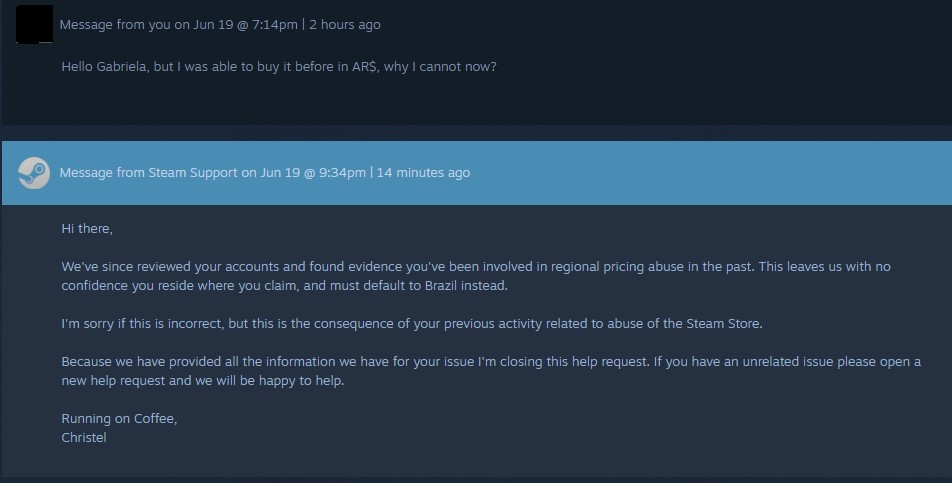 Message from you on Jun 19 @ 7:14pm | 2 hours ago
Hello Gabriela, but I was able to buy it before in AR$, why I cannot now?
Message from Steam Support on Jun 19 @ 9:34pm | 14 minutes ago
Hi there,
We've since reviewed your accounts and found evidence you've been involved in regional pricing abuse in the past. This leaves us with no
confidence you reside where you claim, and must default to Brazil instead.
I'm sorry if this is incorrect, but this is the consequence of your previous activity related to abuse of the Steam Store.
Because we have provided all the information we have for your issue I'm closing this help request. If you have an unrelated issue please open a
new help request and we will be happy to help.
Running on Coffee,
Christel